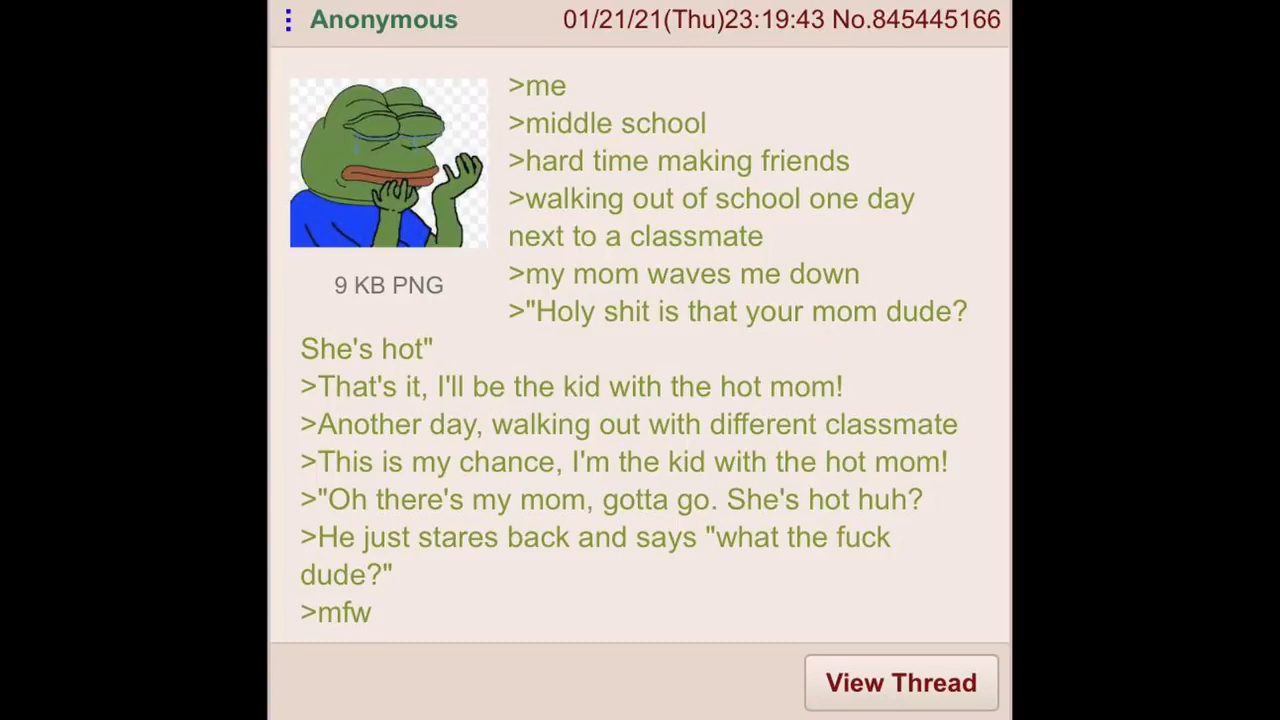 Anonymous 01/21/21(Thu)23:19:43 No.845445166
>me
>middle school
>hard time making friends
>walking out of school one day
next to a classmate
>my mom waves me down
9 KB PNG
>"Holy shit is that your mom dude?
She's hot"
>That's it, I'll be the kid with the hot mom!
>Another day, walking out with different classmate
>This is my chance, I'm the kid with the hot mom!
>"Oh there's my mom, gotta go. She's hot huh?
>He just stares back and says "what the fuck
dude?"
>mfw
View Thread